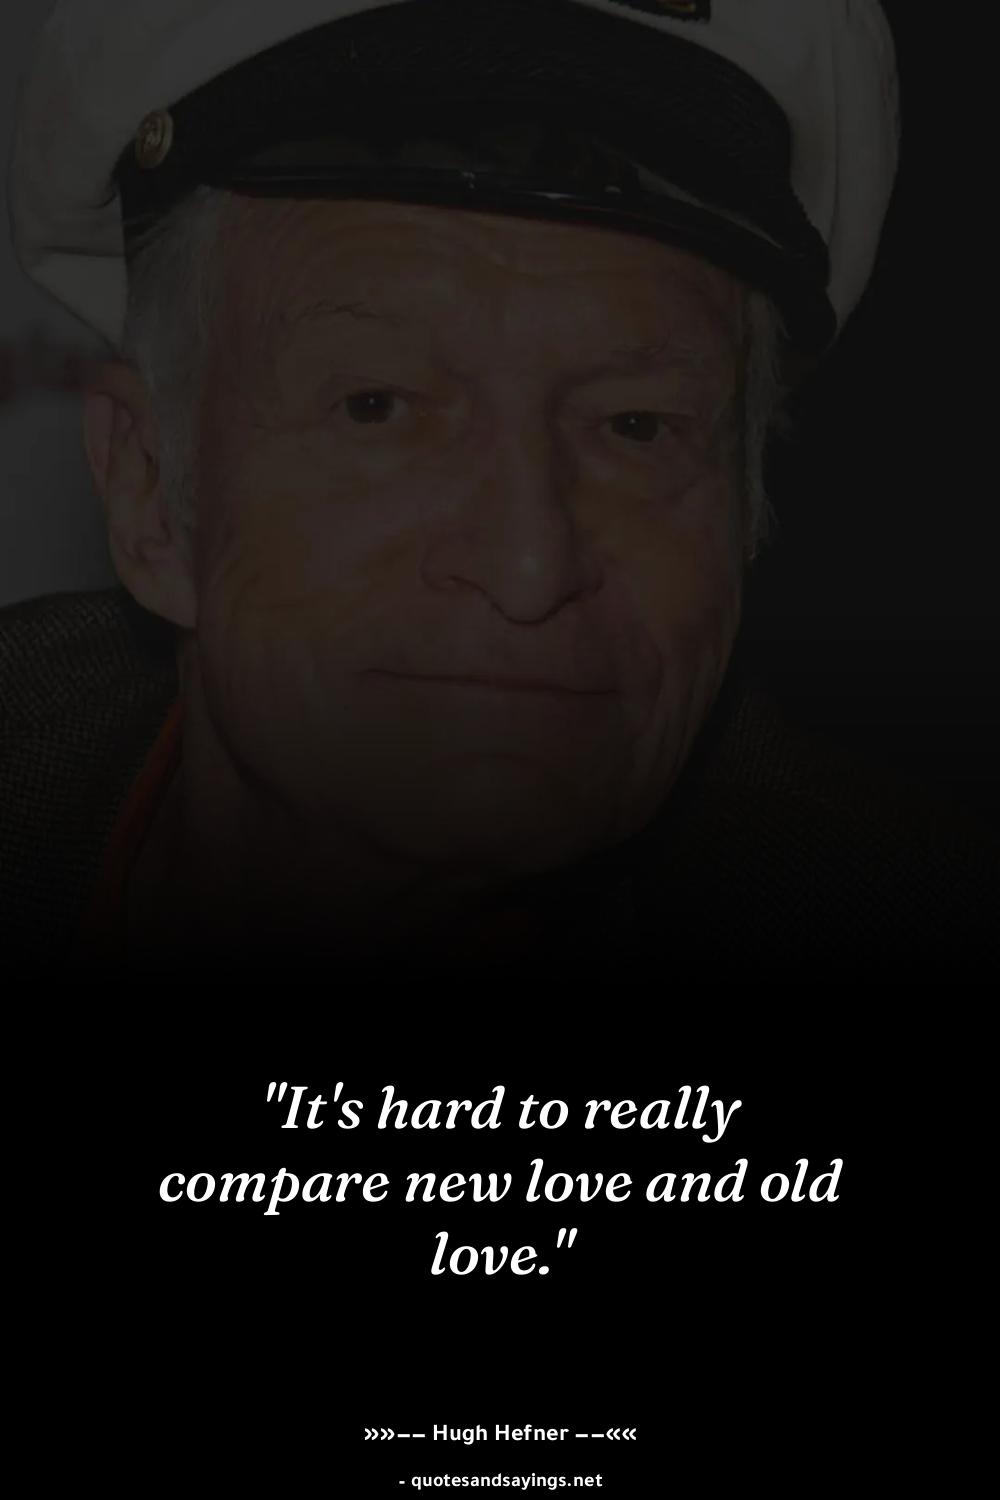 "It's hard to really
compare new love and old
love."
»»−− Hugh Hefner −−««
- quotesandsayings.net